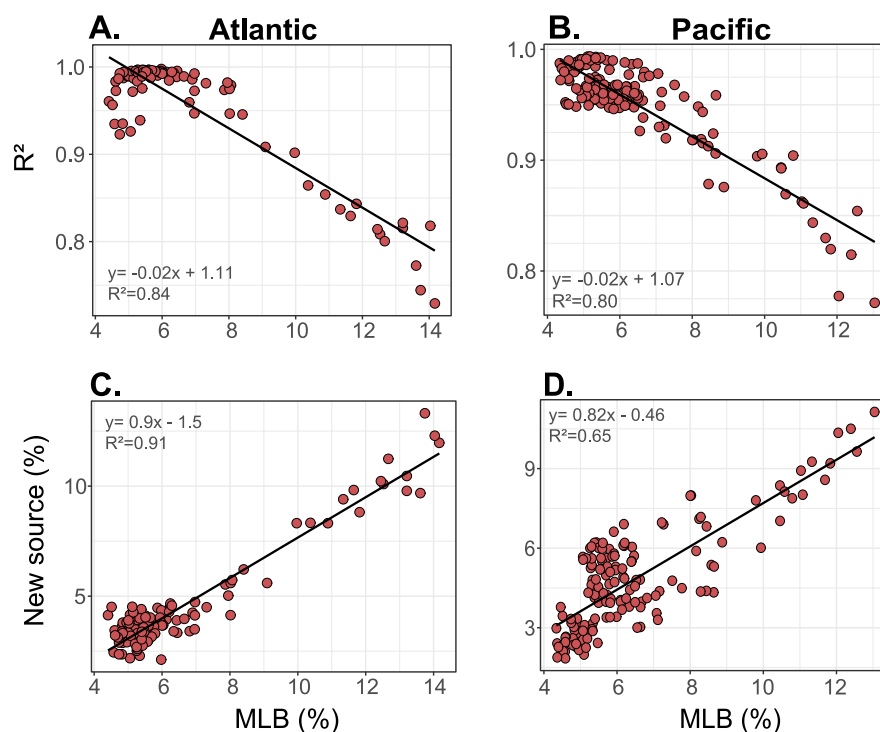 A. Atlantic
B. Pacific
R²
1.0
0.9
0.8
y= -0.02x + 1.11
R²=0.84
4 6 8 10 12 14
1.0
0.9
0.8
y= -0.02x + 1.07
R²=0.80
4 6 8 10 12
C.
D.
New source (%)
10
5
y= 0.9x - 1.5
R²=0.91
4 6 8 10 12 14
MLB (%)
9
6
3
y= 0.82x - 0.46
R²=0.65
4 6 8 10 12
MLB (%)